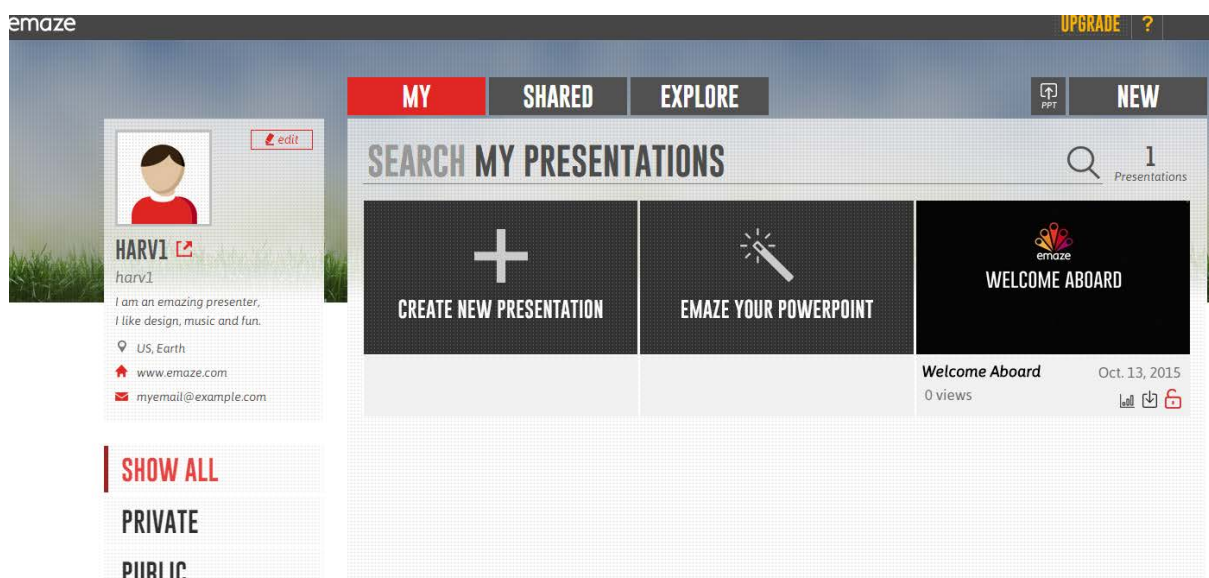 emaze
UPGRADE ?
MY SHARED EXPLORE PPT NEW
SEARCH MY PRESENTATIONS
1
Presentations
edit
HARV1
harv1
I am an emazing presenter,
I like design, music and fun.
US, Earth
www.emaze.com
myemail@example.com
CREATE NEW PRESENTATION
EMAZE YOUR POWERPOINT
emaze
WELCOME ABOARD
Welcome Aboard Oct. 13, 2015
0 views
SHOW ALL
PRIVATE
PUBLIC